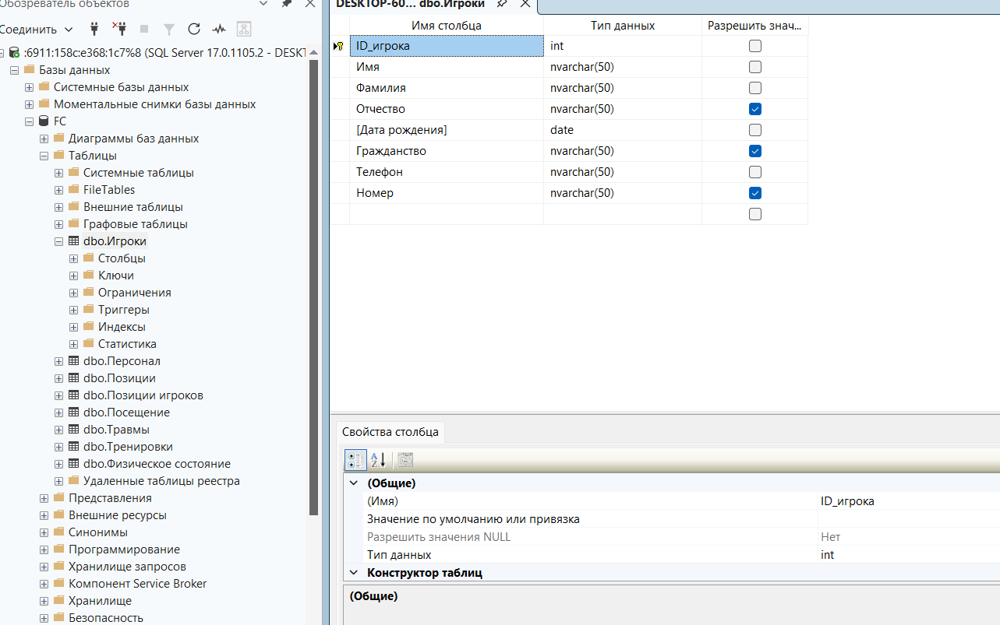 Обозреватель объектов
Соединить
:6911:158c:e368:1c7%8 (SQL Server 17.0.1105.2 - DESKT
Базы данных
Системные базы данных
Моментальные снимки базы данных
FC
Диаграммы баз данных
Таблицы
Системные таблицы
FileTables
Внешние таблицы
Графовые таблицы
dbo.Игроки
Столбцы
Ключи
Ограничения
Триггеры
Индексы
Статистика
dbo.Персонал
dbo.Позиции
dbo.Позиции игроков
dbo.Посещение
dbo.Травмы
dbo.Тренировки
dbo.Физическое состояние
Удаленные таблицы реестра
Представления
Внешние ресурсы
Синонимы
Программирование
Хранилище запросов
Компонент Service Broker
Хранилище
Безопасность
DESKTOP-60... dbo.Игроки
Имя столбца Тип данных Разрешить знач...
ID_игрока int
Имя nvarchar(50)
Фамилия nvarchar(50)
Отчество nvarchar(50)
[Дата рождения] date
Гражданство nvarchar(50)
Телефон nvarchar(50)
Номер nvarchar(50)
Свойства столбца
(Общие)
(Имя) ID_игрока
Значение по умолчанию или привязка
Разрешить значения NULL Нет
Тип данных int
Конструктор таблиц
(Общие)